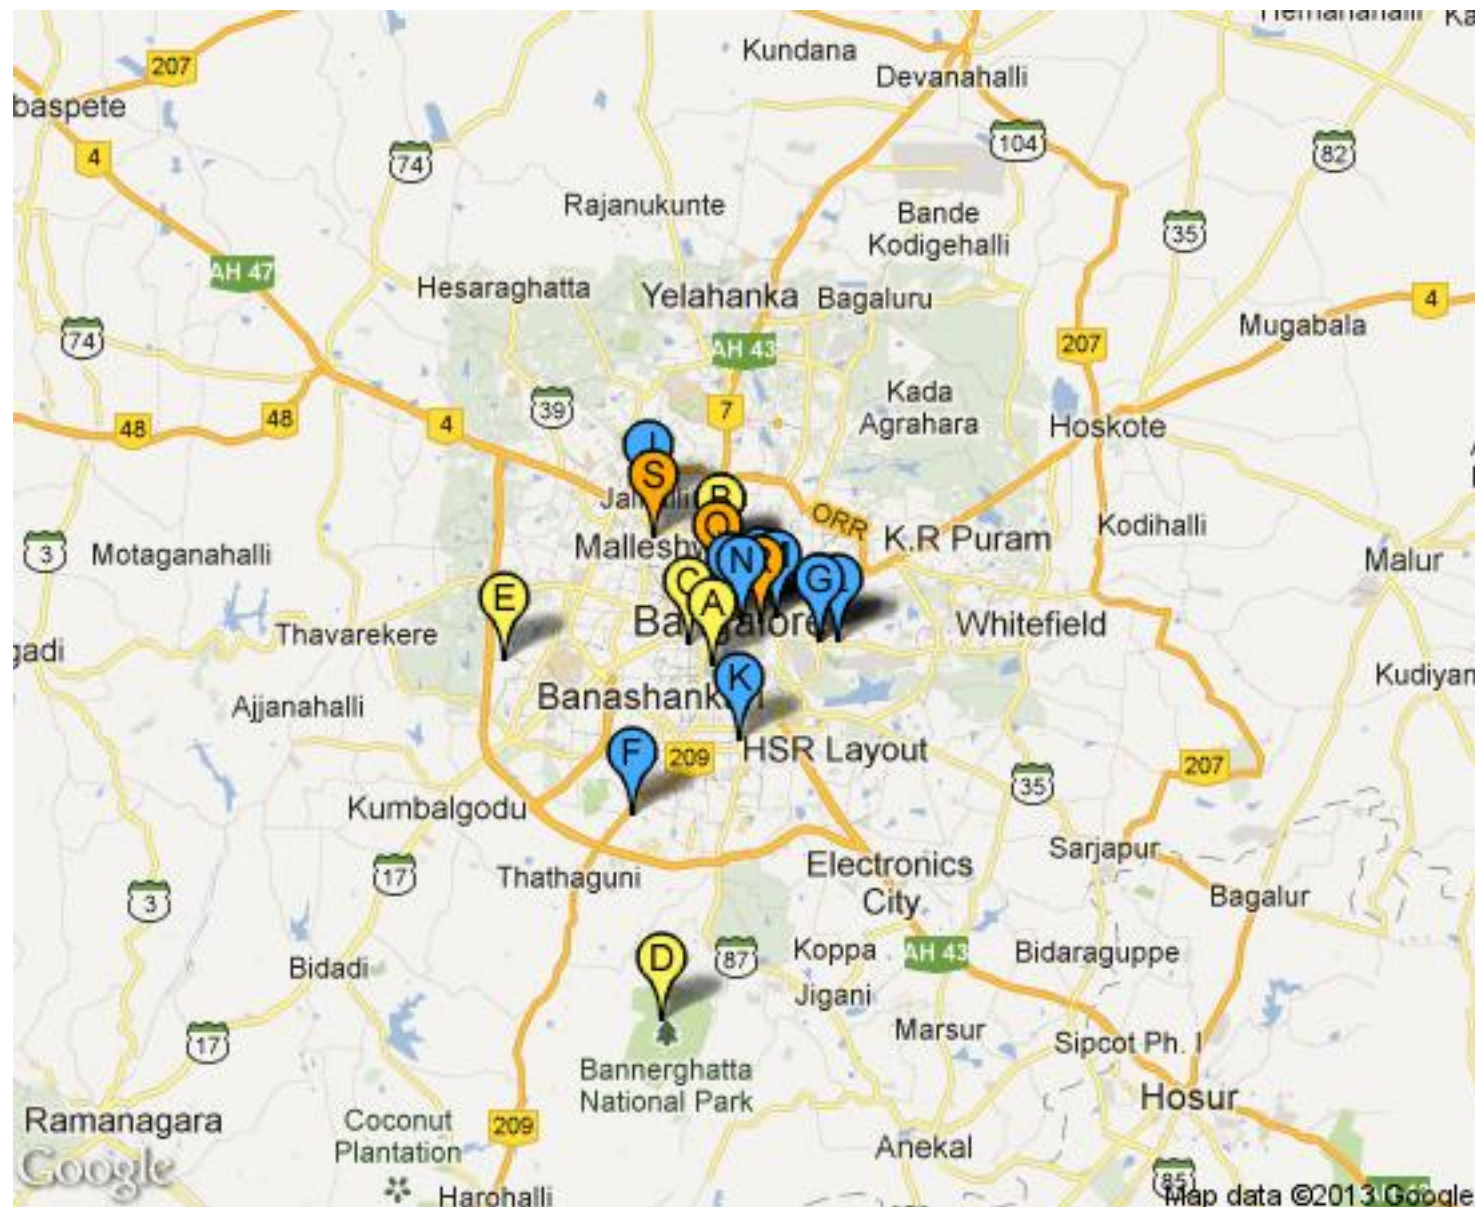 Kundana
Devanahalli
207
baspete
4
74
104
82
Rajanukunte
Bande
Kodigehalli
35
AH 47
Hesaraghatta
Yelahanka
Bagaluru
4
Mugabala
74
AH 43
207
39
7
Kada
Agrahara
48
48
4
Hoskote
S
ORR
K.R Puram
Kodihalli
3
Motaganahalli
Malur
N
E
C
A
G
Thavarekere
Whitefield
gadi
K
Kudiyan
Ajjanahalli
F
209
HSR Layout
207
35
Kumbalgodu
Sarjapur
Electronics
City
17
Thathaguni
3
Bagalur
D
87
Koppa
AH 43
Bidaraguppe
Bidadi
Jigani
17
Marsur
Sipcot Ph. I
Bannerghatta
National Park
Hosur
Ramanagara
Coconut
Plantation
209
Anekal
Google
85
Harohalli
Map data ©2013 Google